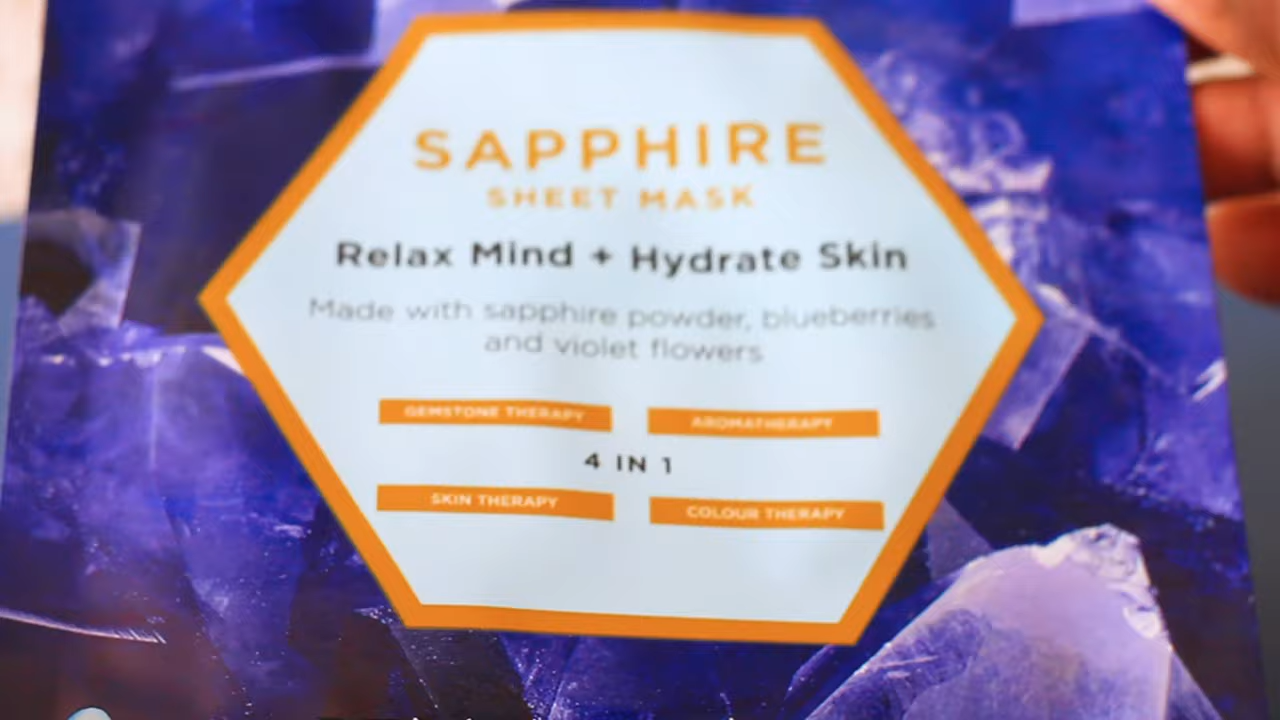 SAPPHIRE
SHEET MASK
Relax Mind + Hydrate Skin
Made with sapphire powder, blueberries
and violet flowers
GEMSTONE THERAPY
AROMATHERAPY
4 IN 1
SKIN THERAPY
COLOUR THERAPY